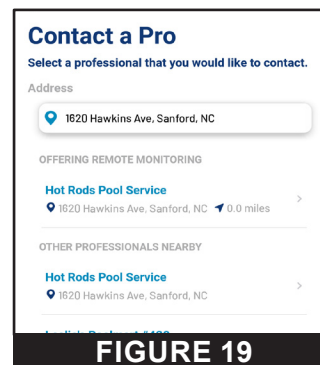 Contact a Pro
Select a professional that you would like to contact.
Address
1620 Hawkins Ave, Sanford, NC
OFFERING REMOTE MONITORING
Hot Rods Pool Service
1620 Hawkins Ave, Sanford, NC 0.0 miles
OTHER PROFESSIONALS NEARBY
Hot Rods Pool Service
1620 Hawkins Ave, Sanford, NC
FIGURE 19